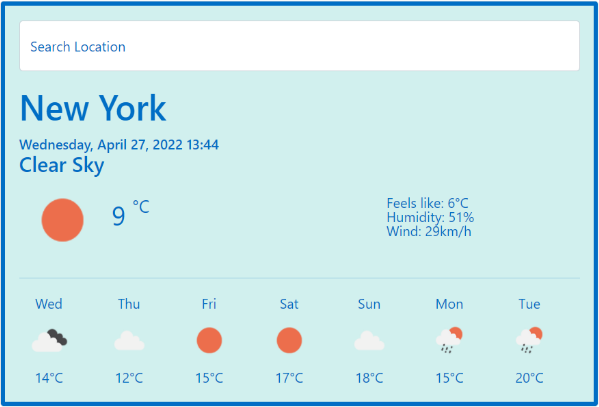 Search Location
New York
Wednesday, April 27, 2022 13:44
Clear Sky
9 °C
Feels like: 6°C
Humidity: 51%
Wind: 29km/h
Wed Thu Fri Sat Sun Mon Tue
14°C 12°C 15°C 17°C 18°C 15°C 20°C